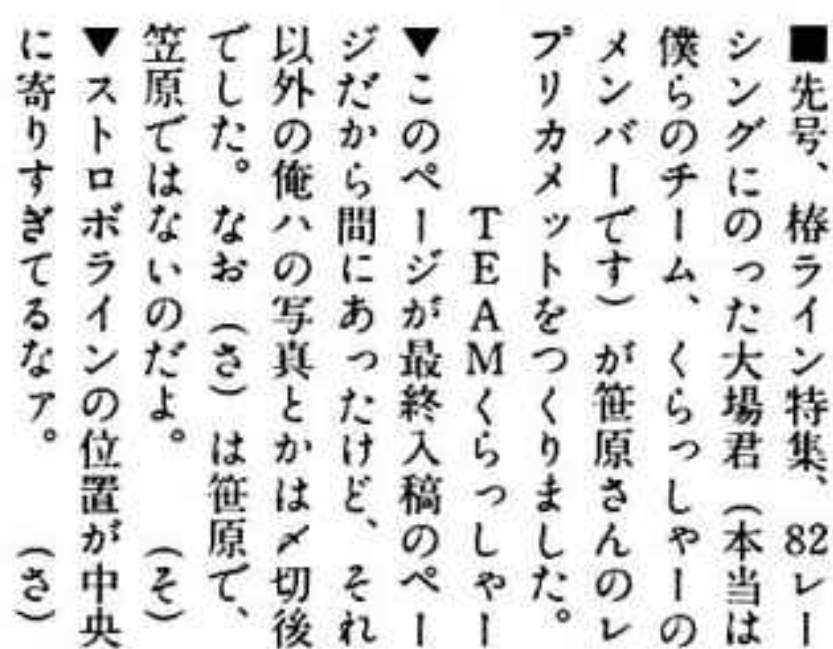 ■先号、椿ライン特集、82レー
シングにのった大場君（本当は
僕らのチーム、くらっしゃーの
メンバーです）が笹原さんのレ
プリカメットをつくりました。
TEAMくらっしゃー
▼このページが最終入稿のペー
ジだから間にあったけど、それ
以外の俺ハの写真とかは〆切後
でした。なお（さ）は笹原で、
笠原ではないのだよ。（そ）
▼ストロボラインの位置が中央
に寄りすぎてるなァ。（さ）